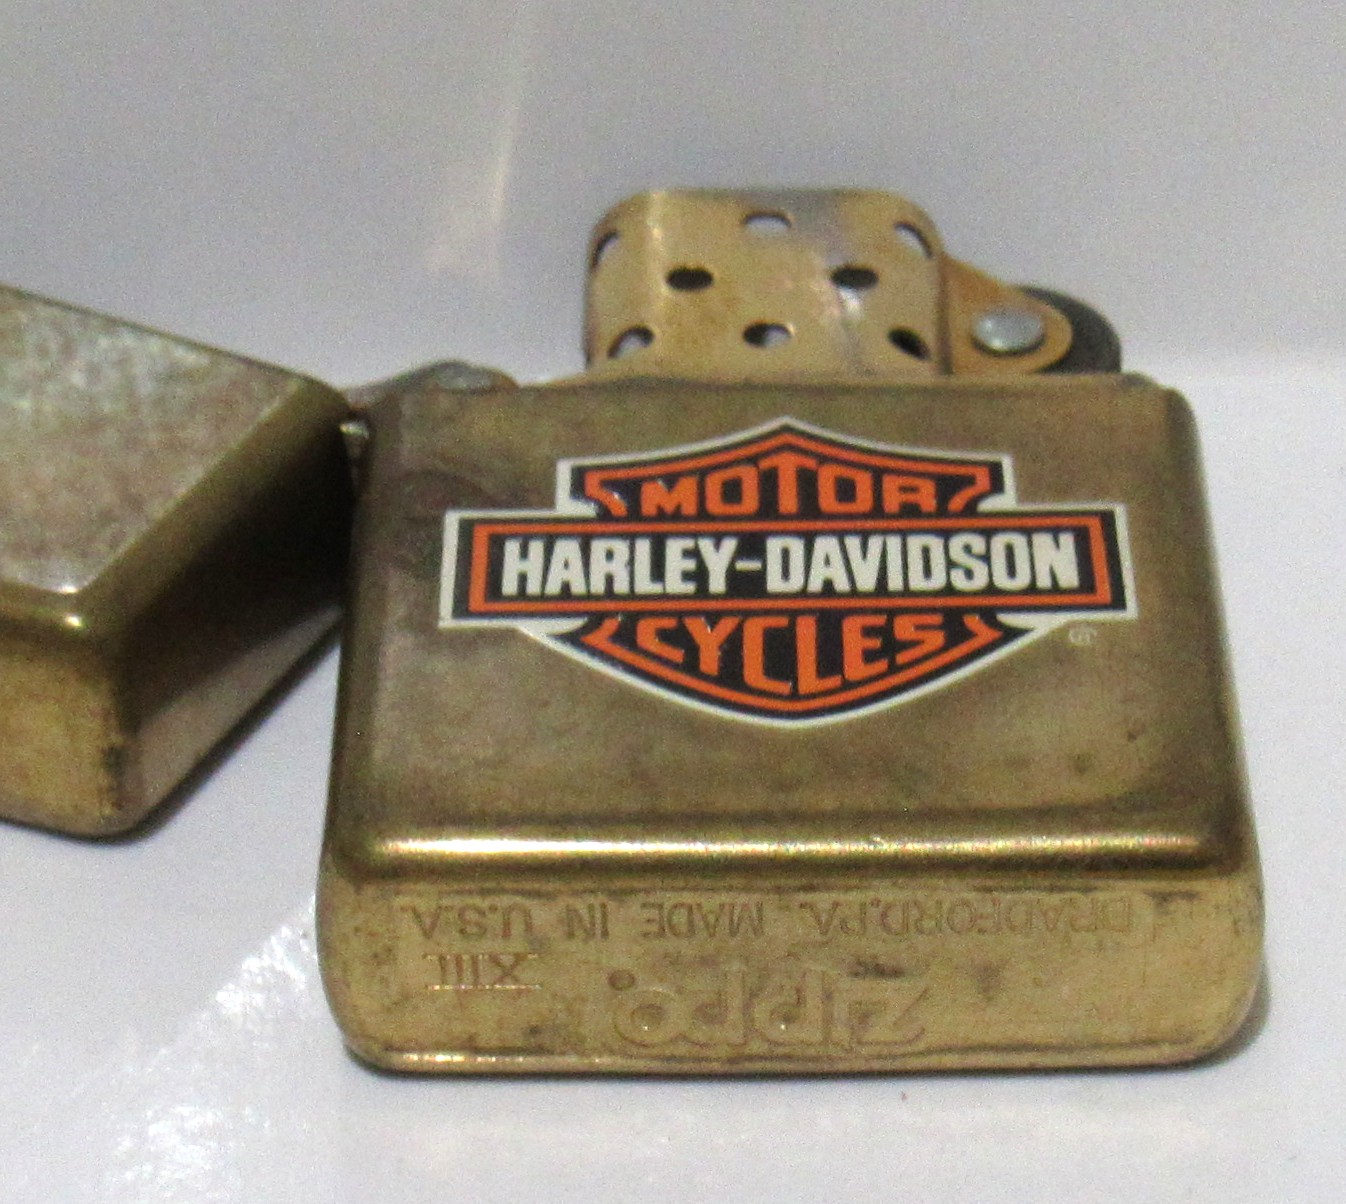 MOTOR
HARLEY-DAVIDSON
CYCLES
®
ZIPPO. XIII
BRADFORD.PA. MADE IN U.S.A.